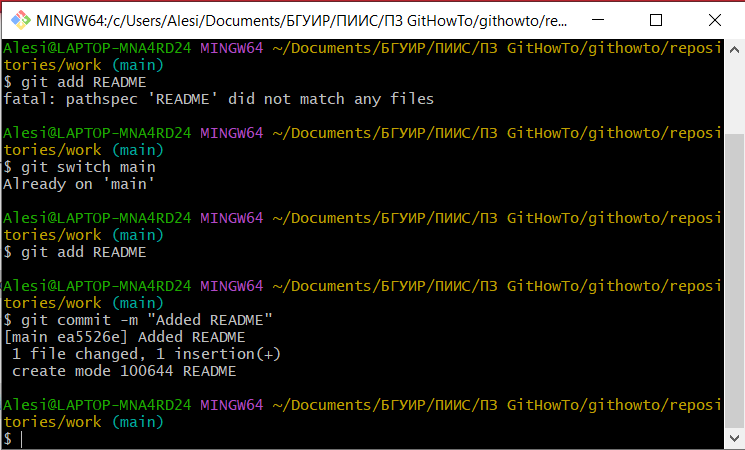 MINGW64:/c/Users/Alesi/Documents/БГУИР/ПИИС/ПЗ GitHowTo/githowto/re...
Alesi@LAPTOP-MNA4RD24 MINGW64 ~/Documents/БГУИР/ПИИС/ПЗ GitHowTo/githowto/reposi
tories/work (main)
$ git add README
fatal: pathspec 'README' did not match any files
Alesi@LAPTOP-MNA4RD24 MINGW64 ~/Documents/БГУИР/ПИИС/ПЗ GitHowTo/githowto/reposi
tories/work (main)
$ git switch main
Already on 'main'
Alesi@LAPTOP-MNA4RD24 MINGW64 ~/Documents/БГУИР/ПИИС/ПЗ GitHowTo/githowto/reposi
tories/work (main)
$ git add README
Alesi@LAPTOP-MNA4RD24 MINGW64 ~/Documents/БГУИР/ПИИС/ПЗ GitHowTo/githowto/reposi
tories/work (main)
$ git commit -m "Added README"
[main ea5526e] Added README
1 file changed, 1 insertion(+)
create mode 100644 README
Alesi@LAPTOP-MNA4RD24 MINGW64 ~/Documents/БГУИР/ПИИС/ПЗ GitHowTo/githowto/reposi
tories/work (main)
$